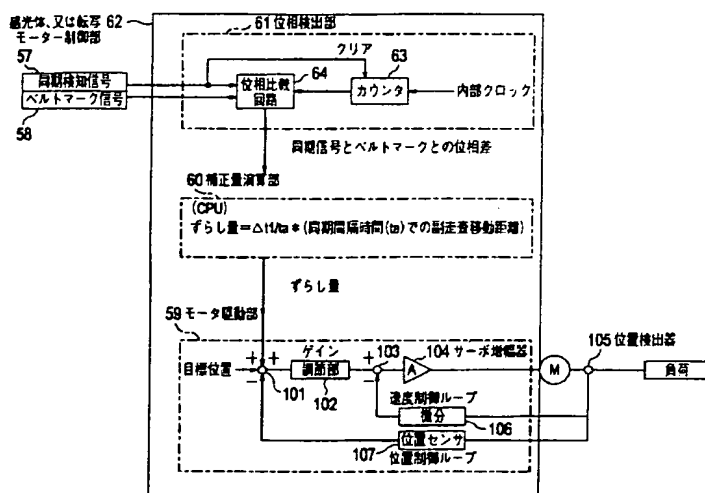 感光体、又は転写
モーター制御部
62
61 位相検出部
57
同期検知信号
ベルトマーク信号
58
クリア
64
位相比較
回路
63
カウンタ
内部クロック
同期信号とベルトマークとの位相差
60 補正量演算部
(CPU)
ずらし量=△t1/ta*(同期間隔時間(ta)での副走査移動距離)
ずらし量
59 モータ駆動部
目標位置
+
+
−
101
ゲイン
調節部
102
+
−
103
A
104 サーボ増幅器
M
105 位置検出器
負荷
速度制御ループ
微分
106
位置センサ
107
位置制御ループ